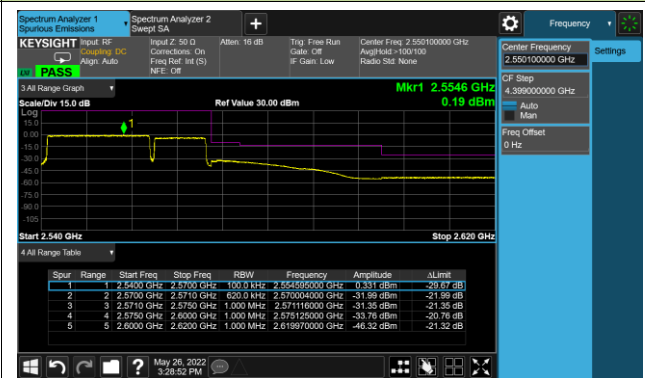 Spectrum Analyzer 1
Spurious Emissions
Spectrum Analyzer 2
Swept SA
Frequency
KEYSIGHT
Input: RF
Coupling: DC
Align: Auto
Input Z: 50 Ω
Corrections: On
Freq Ref: Int (S)
NFE: Off
Atten: 16 dB
Trig: Free Run
Gate: Off
IF Gain: Low
Center Freq: 2.550100000 GHz
Avg|Hold:>100/100
Radio Std: None
PASS
Center Frequency
2.550100000 GHz
Settings
CF Step
4.399000000 GHz
Auto
Man
Freq Offset
0 Hz
3 All Range Graph
Mkr1 2.5546 GHz
Scale/Div 15.0 dB
Ref Value 30.00 dBm
0.19 dBm
Log
15.0
0.00
-15.0
-30.0
-45.0
-60.0
-75.0
-90.0
-105
1
Start 2.540 GHz
Stop 2.620 GHz
4 All Range Table
Spur Range Start Freq Stop Freq RBW Frequency Amplitude ΔLimit
1 1 2.5400 GHz 2.5700 GHz 100.0 kHz 2.554595000 GHz 0.331 dBm -29.67 dB
2 2 2.5700 GHz 2.5710 GHz 620.0 kHz 2.570004000 GHz -31.99 dBm -21.99 dB
3 3 2.5710 GHz 2.5750 GHz 1.000 MHz 2.571116000 GHz -31.35 dBm -21.35 dB
4 4 2.5750 GHz 2.6000 GHz 1.000 MHz 2.575125000 GHz -33.76 dBm -20.76 dB
5 5 2.6000 GHz 2.6200 GHz 1.000 MHz 2.619970000 GHz -46.32 dBm -21.32 dB
May 26, 2022
3:28:52 PM